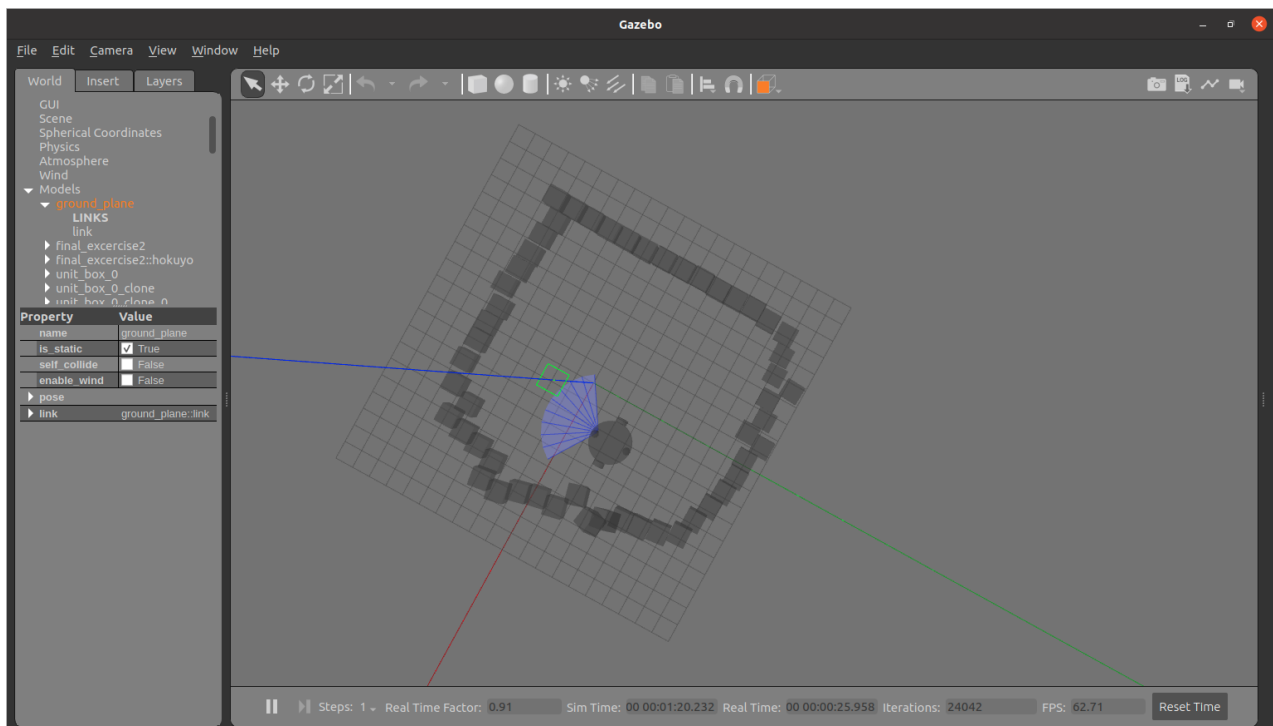 Gazebo
File Edit Camera View Window Help
World Insert Layers
GUI
Scene
Spherical Coordinates
Physics
Atmosphere
Wind
Models
ground_plane
LINKS
link
final_excercise2
final_excercise2::hokuyo
unit_box_0
unit_box_0_clone
unit_box_0_clone_0
Property Value
name ground_plane
is_static True
self_collide False
enable_wind False
pose
link ground_plane::link
LOG
Steps: 1 Real Time Factor: 0.91 Sim Time: 00 00:01:20.232 Real Time: 00 00:00:25.958 Iterations: 24042 FPS: 62.71 Reset Time